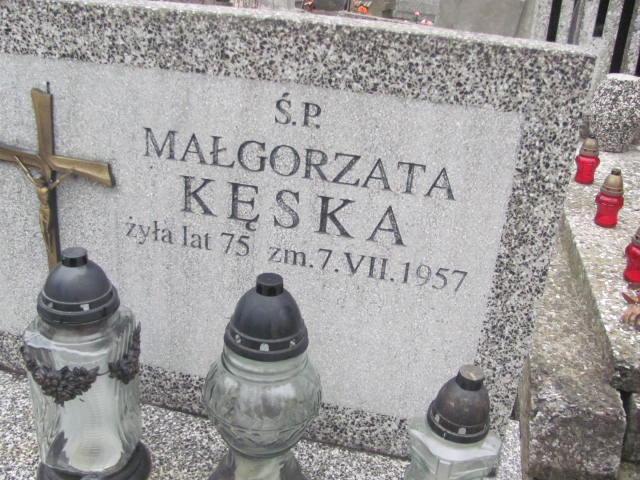 Ś.P.
MAŁGORZATA
KĘSKA
żyła lat 75 zm.7.VII.1957